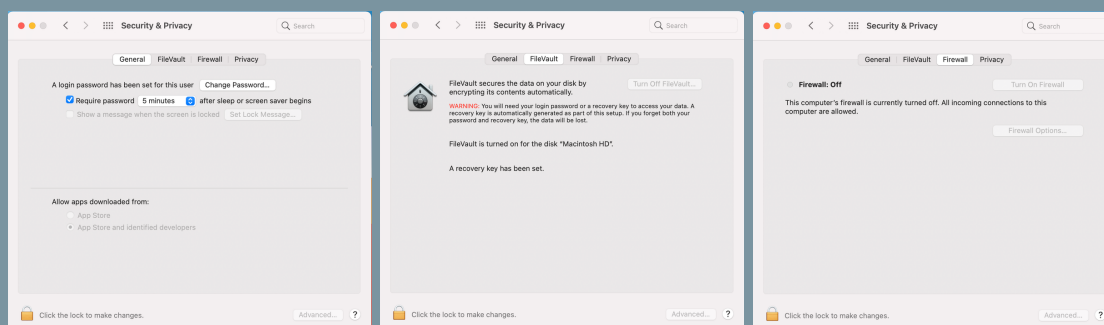 Security & Privacy
Search
General FileVault Firewall Privacy
A login password has been set for this user Change Password...
Require password 5 minutes after sleep or screen saver begins
Show a message when the screen is locked Set Lock Message...
Allow apps downloaded from:
App Store
App Store and identified developers
Click the lock to make changes.
Advanced... ?
Security & Privacy
Search
General FileVault Firewall Privacy
FileVault secures the data on your disk by
encrypting its contents automatically.
Turn Off FileVault...
WARNING: You will need your login password or a recovery key to access your data. A
recovery key is automatically generated as part of this setup. If you forget both your
password and recovery key, the data will be lost.
FileVault is turned on for the disk "Macintosh HD".
A recovery key has been set.
Click the lock to make changes.
Advanced... ?
Security & Privacy
Search
General FileVault Firewall Privacy
Firewall: Off
Turn On Firewall
This computer's firewall is currently turned off. All incoming connections to this
computer are allowed.
Firewall Options...
Click the lock to make changes.
Advanced... ?